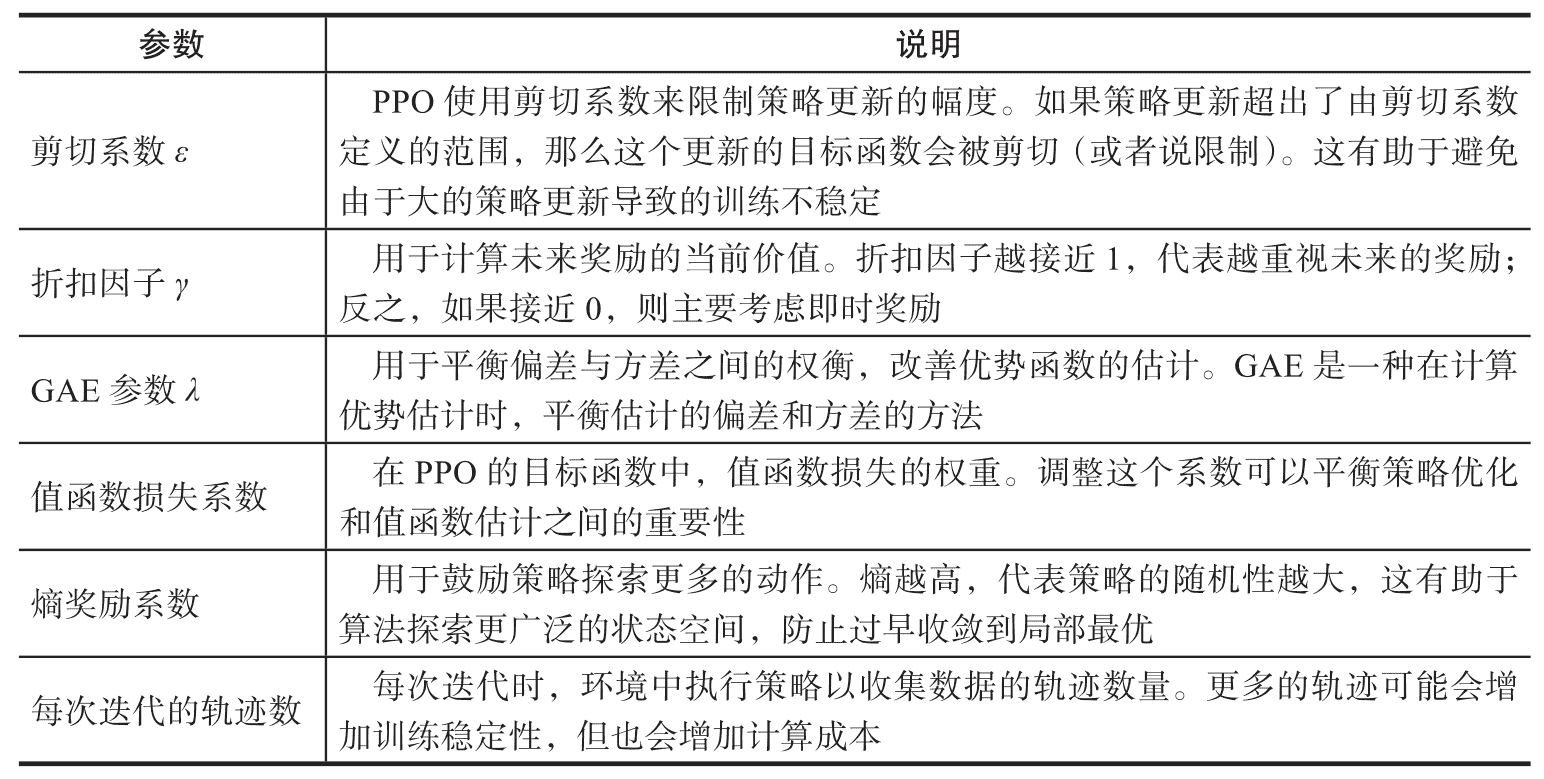 参数 说明
剪切系数 ε
PPO 使用剪切系数来限制策略更新的幅度。如果策略更新超出了由剪切系数
定义的范围，那么这个更新的目标函数会被剪切（或者说限制）。这有助于避免
由于大的策略更新导致的训练不稳定
折扣因子 γ
用于计算未来奖励的当前价值。折扣因子越接近 1，代表越重视未来的奖励；
反之，如果接近 0，则主要考虑即时奖励
GAE 参数 λ
用于平衡偏差与方差之间的权衡，改善优势函数的估计。GAE 是一种在计算
优势估计时，平衡估计的偏差和方差的方法
值函数损失系数
在 PPO 的目标函数中，值函数损失的权重。调整这个系数可以平衡策略优化
和值函数估计之间的重要性
熵奖励系数
用于鼓励策略探索更多的动作。熵越高，代表策略的随机性越大，这有助于
算法探索更广泛的状态空间，防止过早收敛到局部最优
每次迭代的轨迹数
每次迭代时，环境中执行策略以收集数据的轨迹数量。更多的轨迹可能会增
加训练稳定性，但也会增加计算成本